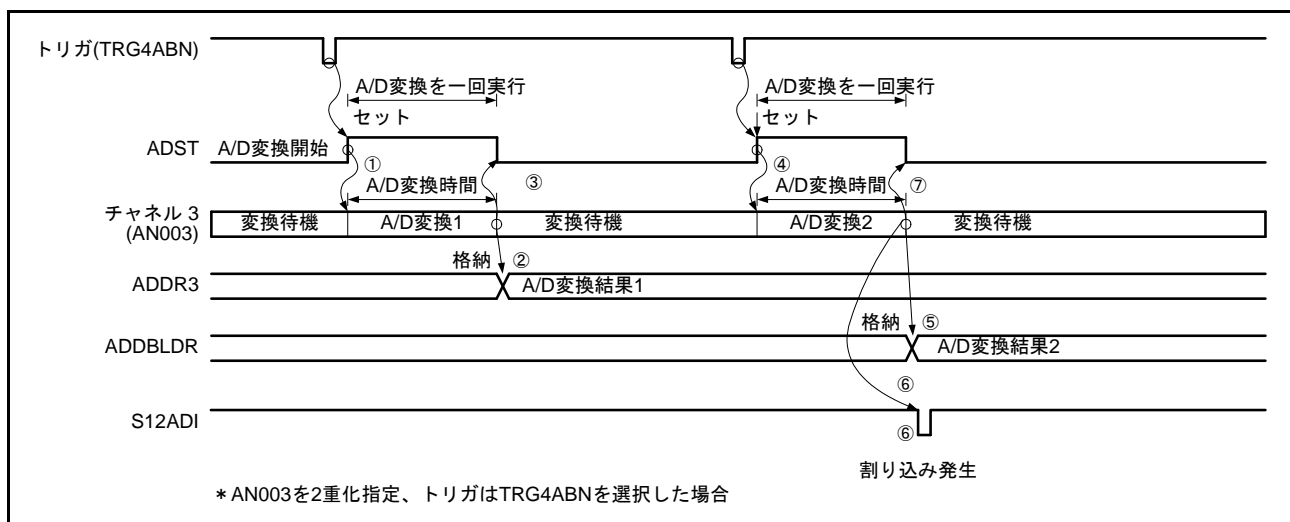 トリガ(TRG4ABN)
A/D変換を一回実行
A/D変換を一回実行
セット
セット
ADST
A/D変換開始
①
③
④
⑦
A/D変換時間
A/D変換時間
チャネル 3
(AN003)
変換待機
A/D変換1
変換待機
A/D変換2
変換待機
格納
②
ADDR3
A/D変換結果1
格納
⑤
ADDBLDR
A/D変換結果2
⑥
S12ADI
⑥
割り込み発生
* AN003を2重化指定、トリガはTRG4ABNを選択した場合